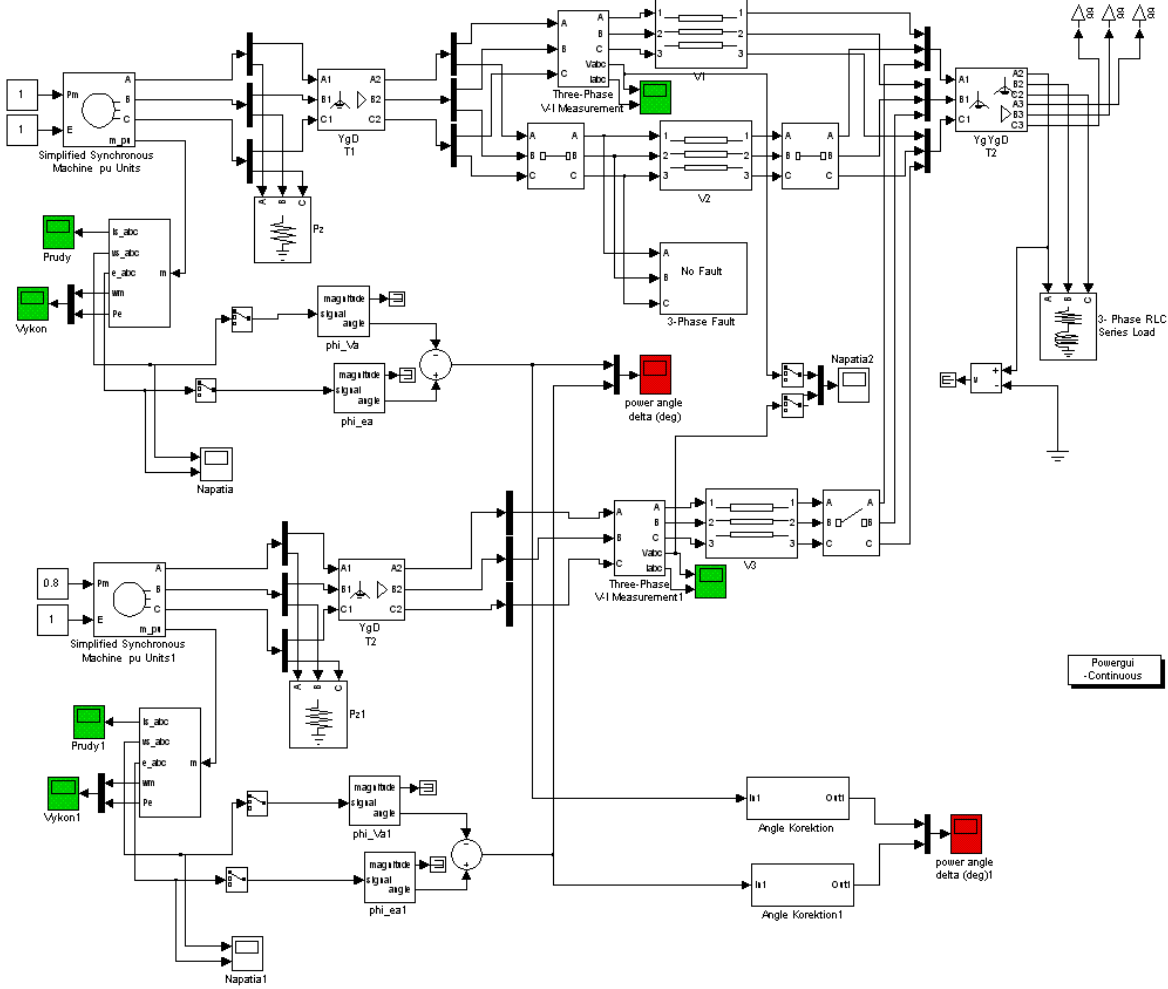 1
1
Pm
E
A
B
C
m_pu
Simplified Synchronous
Machine pu Units
A1
B1
C1
A2
B2
C2
YgD
T1
A
B
C
Pz
A
B
C
A
B
C
Vabc
Iabc
Three-Phase
V-I Measurement
1
2
3
1
2
3
V1
A
B
C
A
B
C
1
2
3
1
2
3
V2
A
B
C
A
B
C
A
B
C
No Fault
3-Phase Fault
A1
B1
C1
A2
B2
C2
A3
B3
C3
YgYgD
T2
A
B
C
3- Phase RLC
Series Load
+
-
v
Prudy
Vykon
is_abc
vs_abc
e_abc
wm
Pe
m
magnitude
signal
angle
phi_Va
magnitude
signal
angle
phi_ea
-
+
power angle
delta (deg)
Napatia2
Napatia
0.8
1
Pm
E
A
B
C
m_pu
Simplified Synchronous
Machine pu Units1
A1
B1
C1
A2
B2
C2
YgD
T2
A
B
C
Pz1
A
B
C
A
B
C
Vabc
Iabc
Three-Phase
V-I Measurement1
1
2
3
1
2
3
V3
A
B
C
A
B
C
Powergui
-Continuous
Prudy1
Vykon1
is_abc
vs_abc
e_abc
wm
Pe
m
magnitude
signal
angle
phi_Va1
magnitude
signal
angle
phi_ea1
-
+
In1
Out1
Angle Korektion
In1
Out1
Angle Korektion1
power angle
delta (deg)1
Napatia1